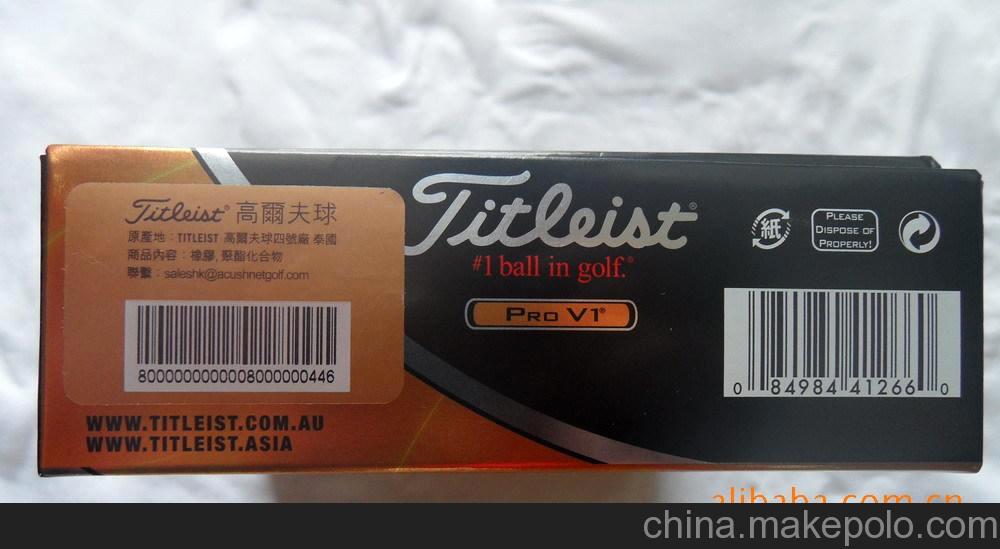 Titleist® 高爾夫球
原產地：TITLEIST 高爾夫球四號廠 泰國
商品內容：橡膠, 聚酯化合物
聯繫：saleshk@acushnetgolf.com
8000000000008000000446
WWW.TITLEIST.COM.AU
WWW.TITLEIST.ASIA
Titleist®
#1 ball in golf.®
PRO V1®
紙
PLEASE
DISPOSE OF
PROPERLY!
0 84984 41266 0
alibaba.com.cn
china.makepolo.com